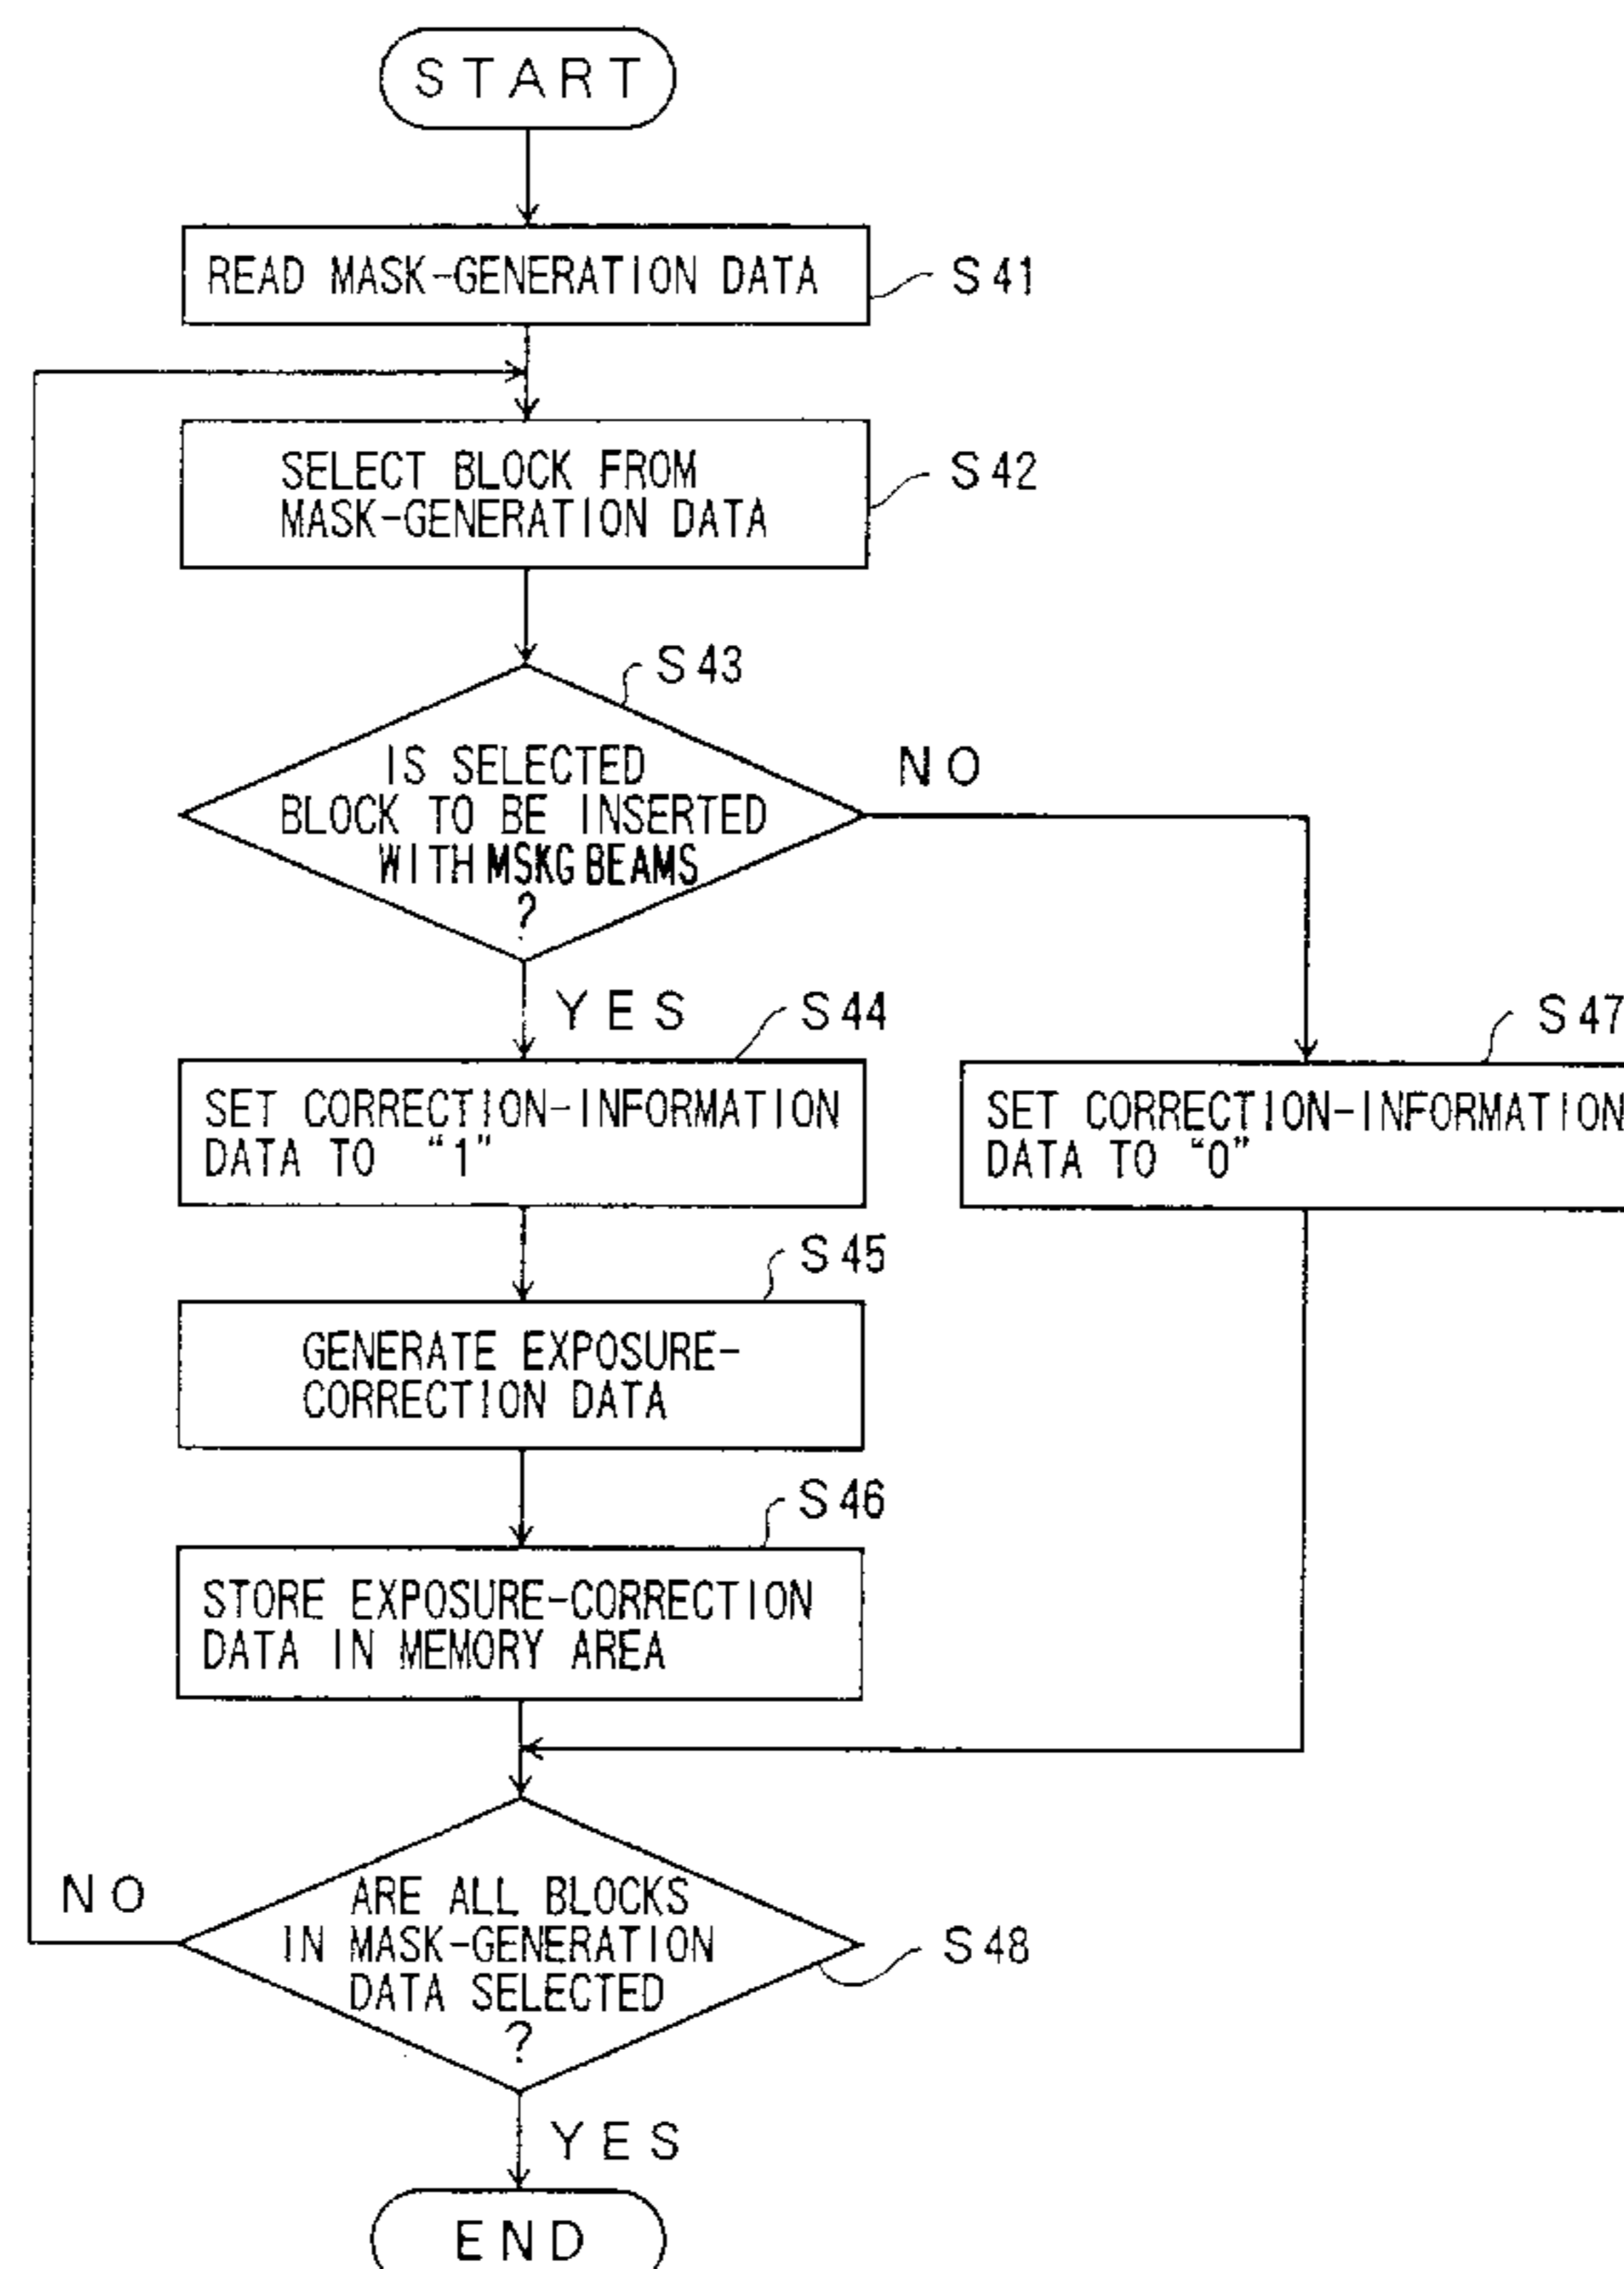 START
READ MASK-GENERATION DATA
S41
SELECT BLOCK FROM
MASK-GENERATION DATA
S42
S43
IS SELECTED
BLOCK TO BE INSERTED
WITH MSKG BEAMS
?
NO
YES
S44
SET CORRECTION-INFORMATION
DATA TO "1"
S47
SET CORRECTION-INFORMATION
DATA TO "0"
S45
GENERATE EXPOSURE-
CORRECTION DATA
S46
STORE EXPOSURE-CORRECTION
DATA IN MEMORY AREA
NO
ARE ALL BLOCKS
IN MASK-GENERATION
DATA SELECTED
?
S48
YES
END